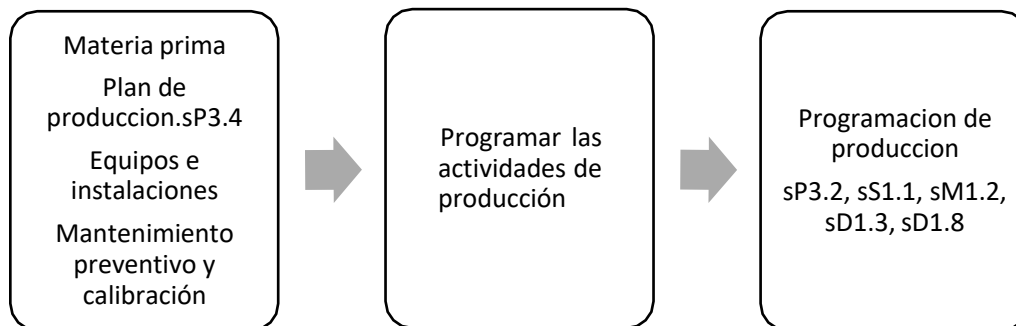 Materia prima
Plan de
produccion.sP3.4
Equipos e
instalaciones
Mantenimiento
preventivo y
calibración
Programar las
actividades de
producción
Programacion de
produccion
sP3.2, sS1.1, sM1.2,
sD1.3, sD1.8